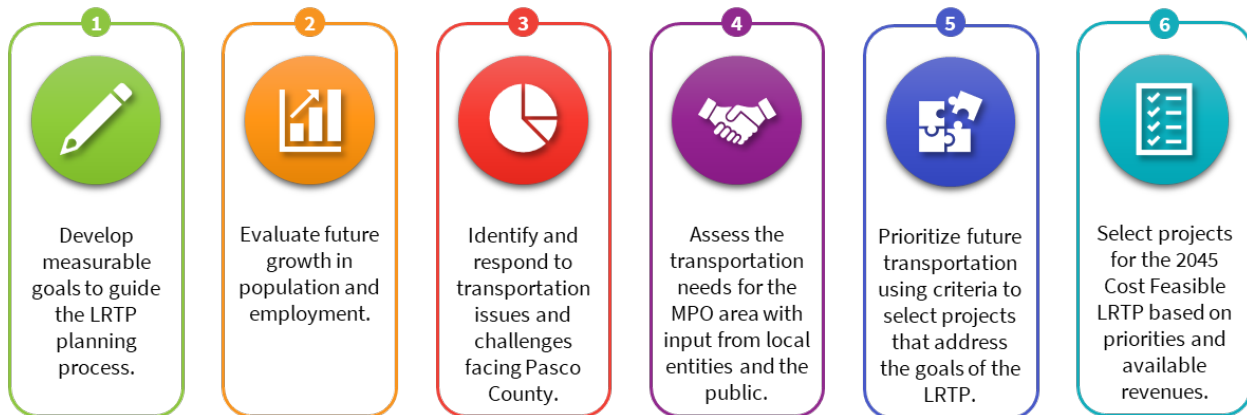 1
Develop
measurable
goals to guide
the LRTP
planning
process.
2
Evaluate future
growth in
population and
employment.
3
Identify and
respond to
transportation
issues and
challenges
facing Pasco
County.
4
Assess the
transportation
needs for the
MPO area with
input from local
entities and the
public.
5
Prioritize future
transportation
using criteria to
select projects
that address
the goals of the
LRTP.
6
Select projects
for the 2045
Cost Feasible
LRTP based on
priorities and
available
revenues.